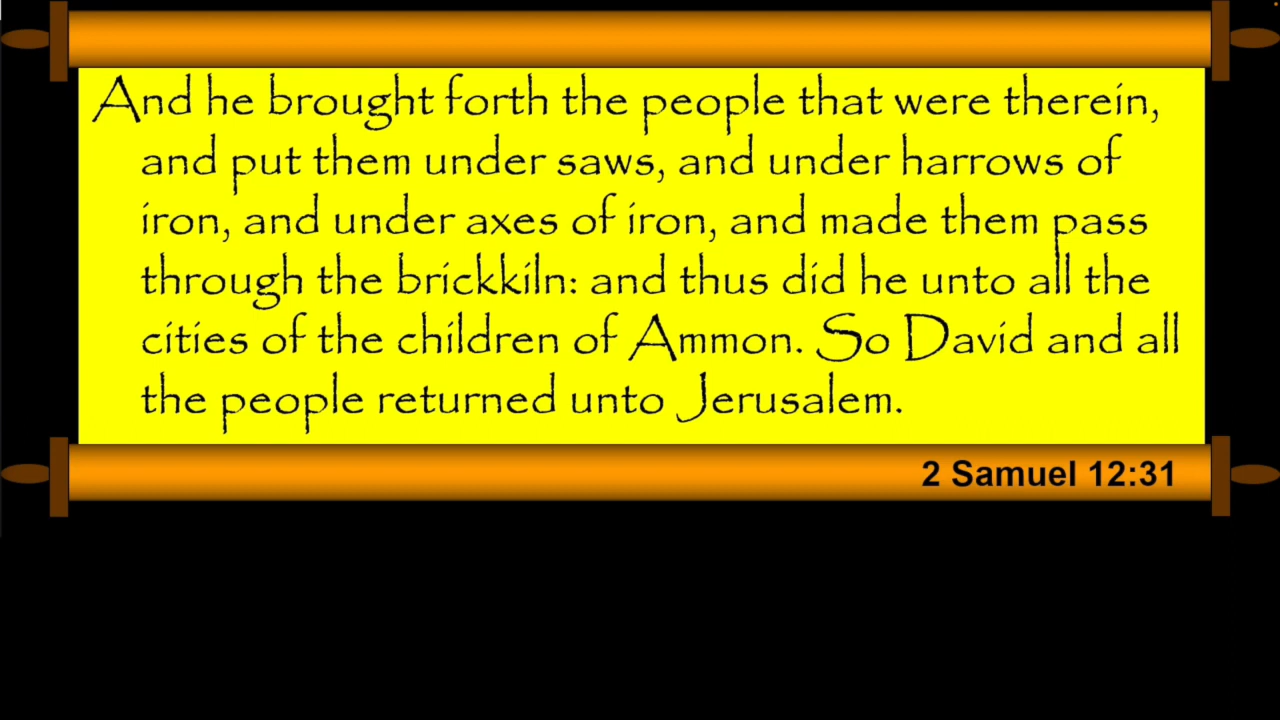 And he brought forth the people that were therein,
and put them under saws, and under harrows of
iron, and under axes of iron, and made them pass
through the brickkiln: and thus did he unto all the
cities of the children of Ammon. So David and all
the people returned unto Jerusalem.
2 Samuel 12:31